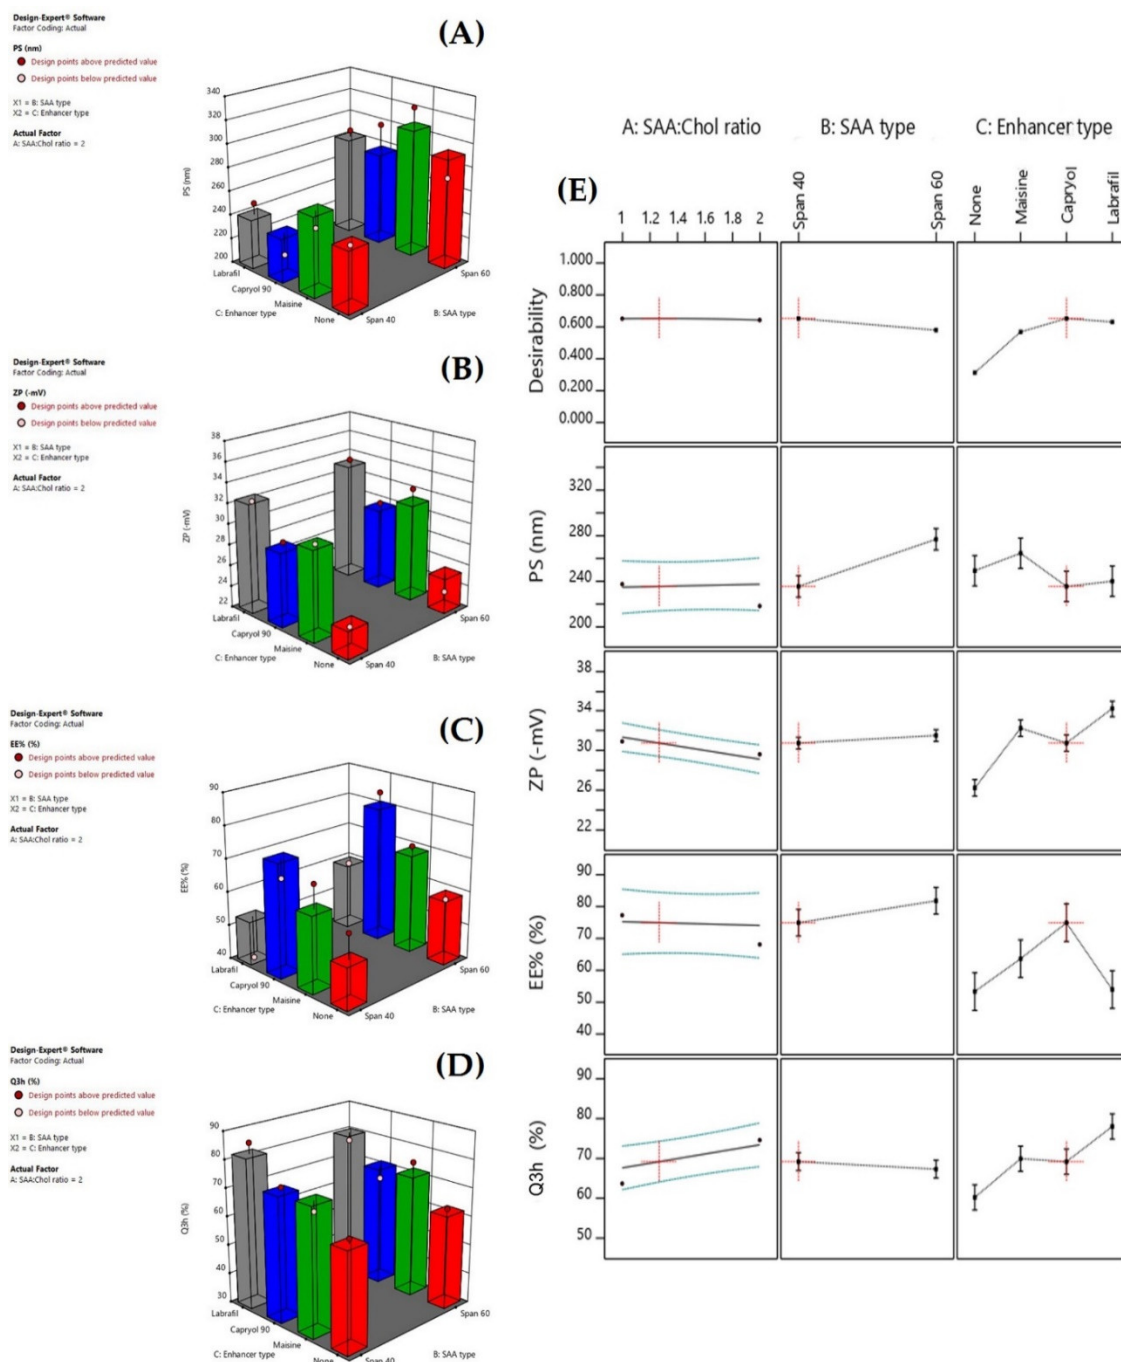 Design-Expert® Software
Factor Coding: Actual
(A)
PS (nm)
Design points above predicted value
Design points below predicted value
X1 = B: SAA type
X2 = C: Enhancer type
Actual Factor
A: SAA:Chol ratio = 2
340
320
300
280
260
240
220
200
PS (nm)
Labrafil
Capryol 90
Maisine
None
Span 40
Span 60
C: Enhancer type
B: SAA type
Design-Expert® Software
Factor Coding: Actual
(B)
ZP (-mV)
Design points above predicted value
Design points below predicted value
X1 = B: SAA type
X2 = C: Enhancer type
Actual Factor
A: SAA:Chol ratio = 2
38
36
34
32
30
28
26
24
22
ZP (-mV)
Labrafil
Capryol 90
Maisine
None
Span 40
Span 60
C: Enhancer type
B: SAA type
Design-Expert® Software
Factor Coding: Actual
(C)
EE% (%)
Design points above predicted value
Design points below predicted value
X1 = B: SAA type
X2 = C: Enhancer type
Actual Factor
A: SAA:Chol ratio = 2
90
80
70
60
50
40
EE% (%)
Labrafil
Capryol 90
Maisine
None
Span 40
Span 60
C: Enhancer type
B: SAA type
Design-Expert® Software
Factor Coding: Actual
(D)
Q3h (%)
Design points above predicted value
Design points below predicted value
X1 = B: SAA type
X2 = C: Enhancer type
Actual Factor
A: SAA:Chol ratio = 2
90
80
70
60
50
40
30
Q3h (%)
Labrafil
Capryol 90
Maisine
None
Span 40
Span 60
C: Enhancer type
B: SAA type
(E)
A: SAA:Chol ratio
B: SAA type
C: Enhancer type
1 1.2 1.4 1.6 1.8 2
Span 40
Span 60
None
Maisine
Capryol
Labrafil
Desirability
1.000
0.800
0.600
0.400
0.200
0.000
PS (nm)
320
280
240
200
ZP (-mV)
38
34
30
26
22
EE% (%)
90
80
70
60
50
40
Q3h (%)
90
80
70
60
50